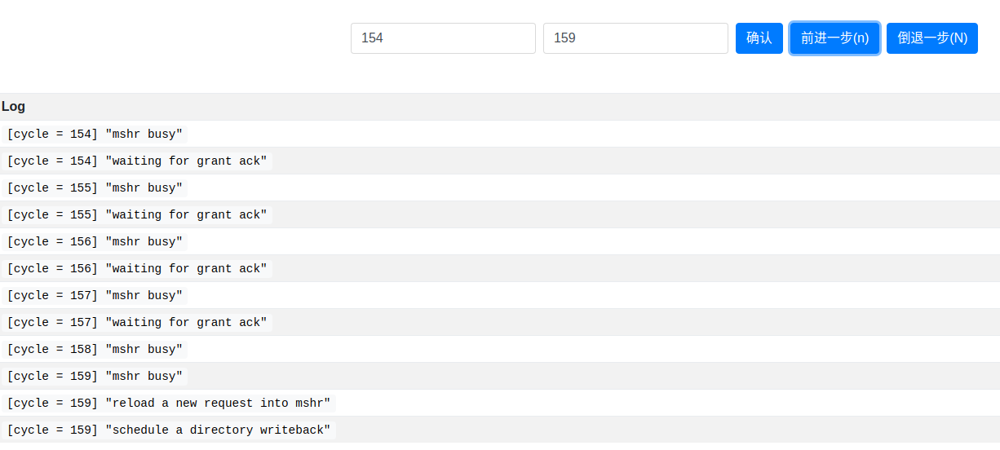 154 159 确认 前进一步(n) 倒退一步(N)
Log
[cycle = 154] "mshr busy"
[cycle = 154] "waiting for grant ack"
[cycle = 155] "mshr busy"
[cycle = 155] "waiting for grant ack"
[cycle = 156] "mshr busy"
[cycle = 156] "waiting for grant ack"
[cycle = 157] "mshr busy"
[cycle = 157] "waiting for grant ack"
[cycle = 158] "mshr busy"
[cycle = 159] "mshr busy"
[cycle = 159] "reload a new request into mshr"
[cycle = 159] "schedule a directory writeback"